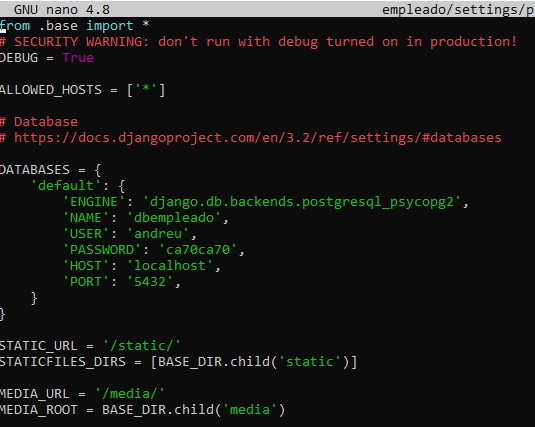 GNU nano 4.8 empleado/settings/p
from .base import *
# SECURITY WARNING: don't run with debug turned on in production!
DEBUG = True
ALLOWED_HOSTS = ['*']
# Database
# https://docs.djangoproject.com/en/3.2/ref/settings/#databases
DATABASES = {
    'default': {
        'ENGINE': 'django.db.backends.postgresql_psycopg2',
        'NAME': 'dbempleado',
        'USER': 'andreu',
        'PASSWORD': 'ca70ca70',
        'HOST': 'localhost',
        'PORT': '5432',
    }
}
STATIC_URL = '/static/'
STATICFILES_DIRS = [BASE_DIR.child('static')]
MEDIA_URL = '/media/'
MEDIA_ROOT = BASE_DIR.child('media')